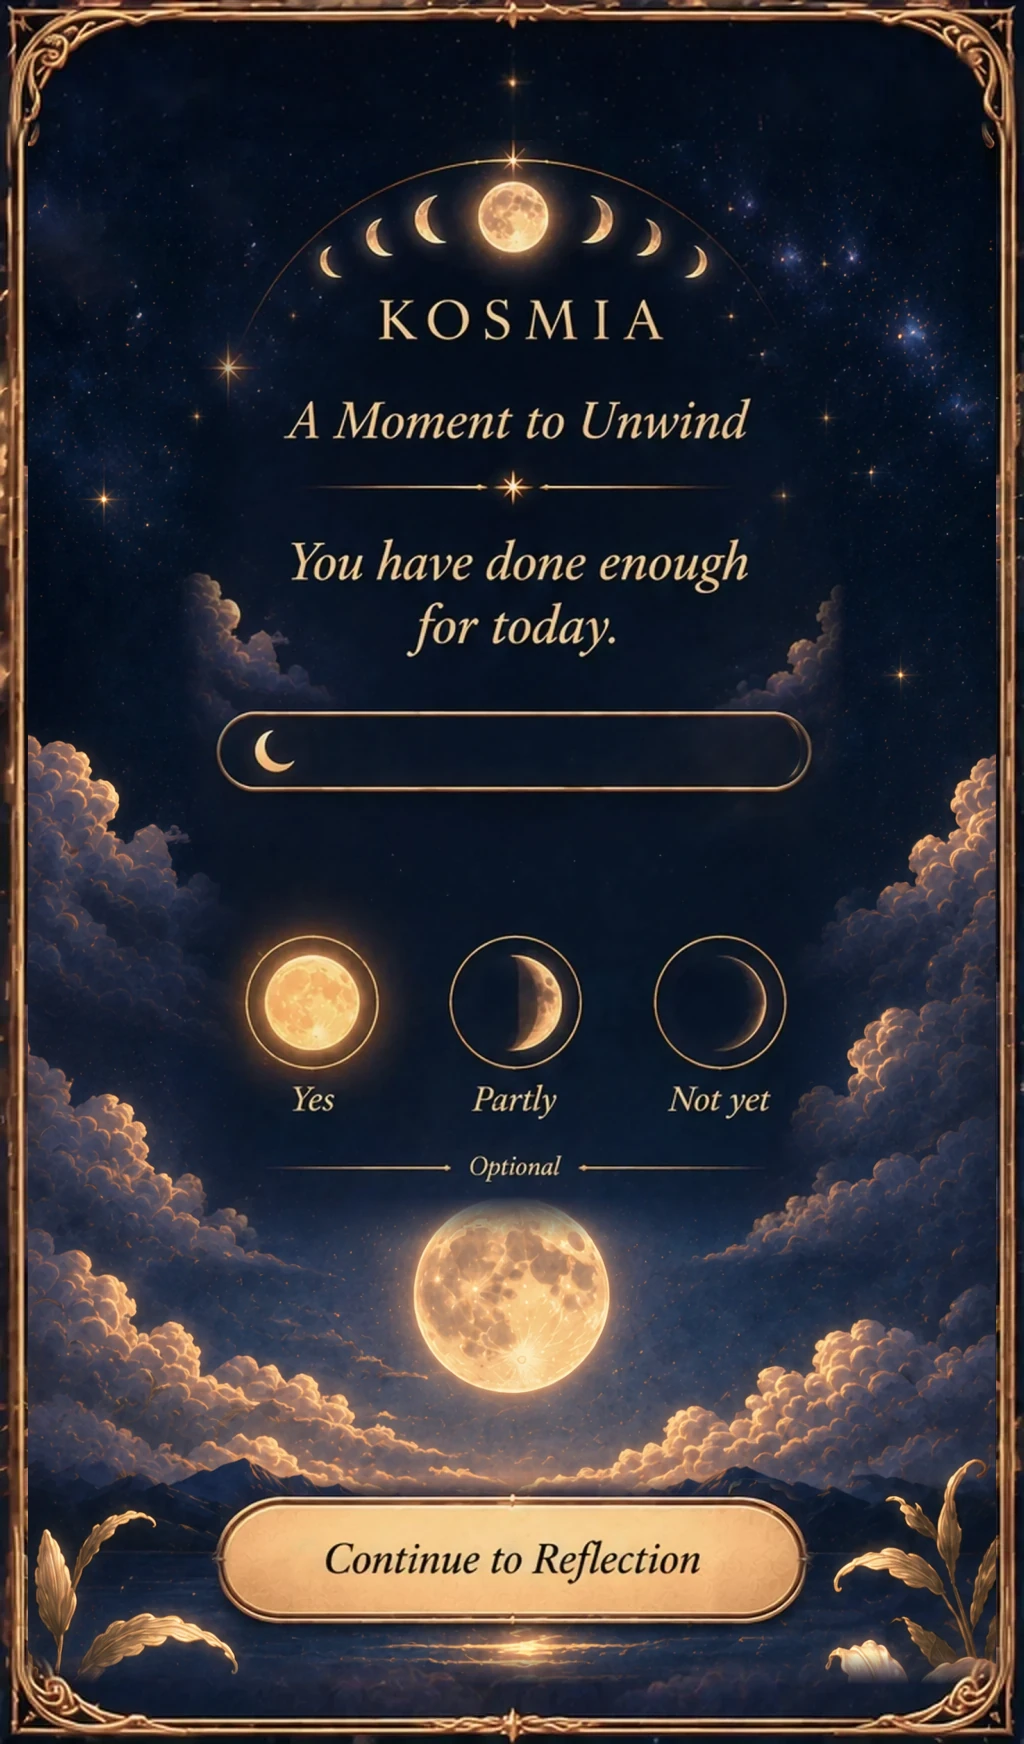 KOSMIA
A Moment to Unwind
You have done enough
for today.
Yes
Partly
Not yet
Optional
Continue to Reflection